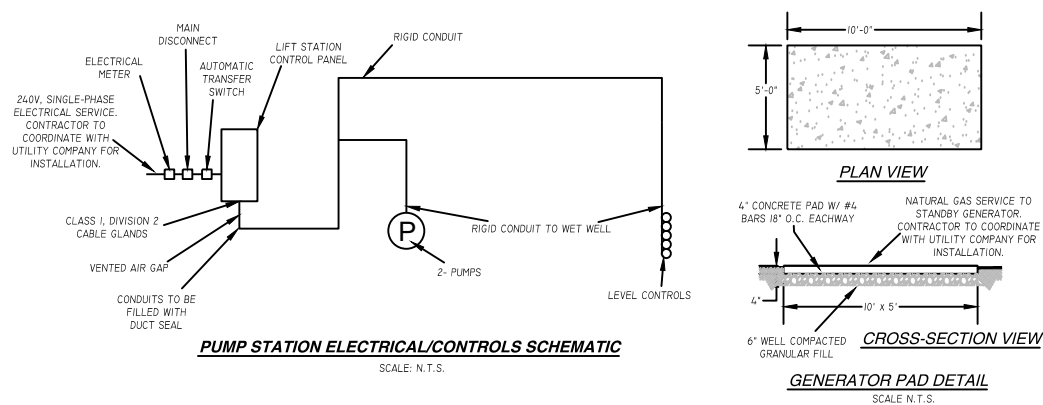 MAIN
DISCONNECT
ELECTRICAL
METER
AUTOMATIC
TRANSFER
SWITCH
LIFT STATION
CONTROL PANEL
RIGID CONDUIT
240V, SINGLE-PHASE
ELECTRICAL SERVICE.
CONTRACTOR TO
COORDINATE WITH
UTILITY COMPANY FOR
INSTALLATION.
CLASS 1, DIVISION 2
CABLE GLANDS
VENTED AIR GAP
CONDUITS TO BE
FILLED WITH
DUCT SEAL
P
2- PUMPS
RIGID CONDUIT TO WET WELL
LEVEL CONTROLS
PUMP STATION ELECTRICAL/CONTROLS SCHEMATIC
SCALE: N.T.S.
10'-0"
5'-0"
PLAN VIEW
4" CONCRETE PAD W/ #4
BARS 18" O.C. EACHWAY
NATURAL GAS SERVICE TO
STANDBY GENERATOR.
CONTRACTOR TO COORDINATE
WITH UTILITY COMPANY FOR
INSTALLATION.
4"
10' X 5'
6" WELL COMPACTED
GRANULAR FILL
CROSS-SECTION VIEW
GENERATOR PAD DETAIL
SCALE N.T.S.